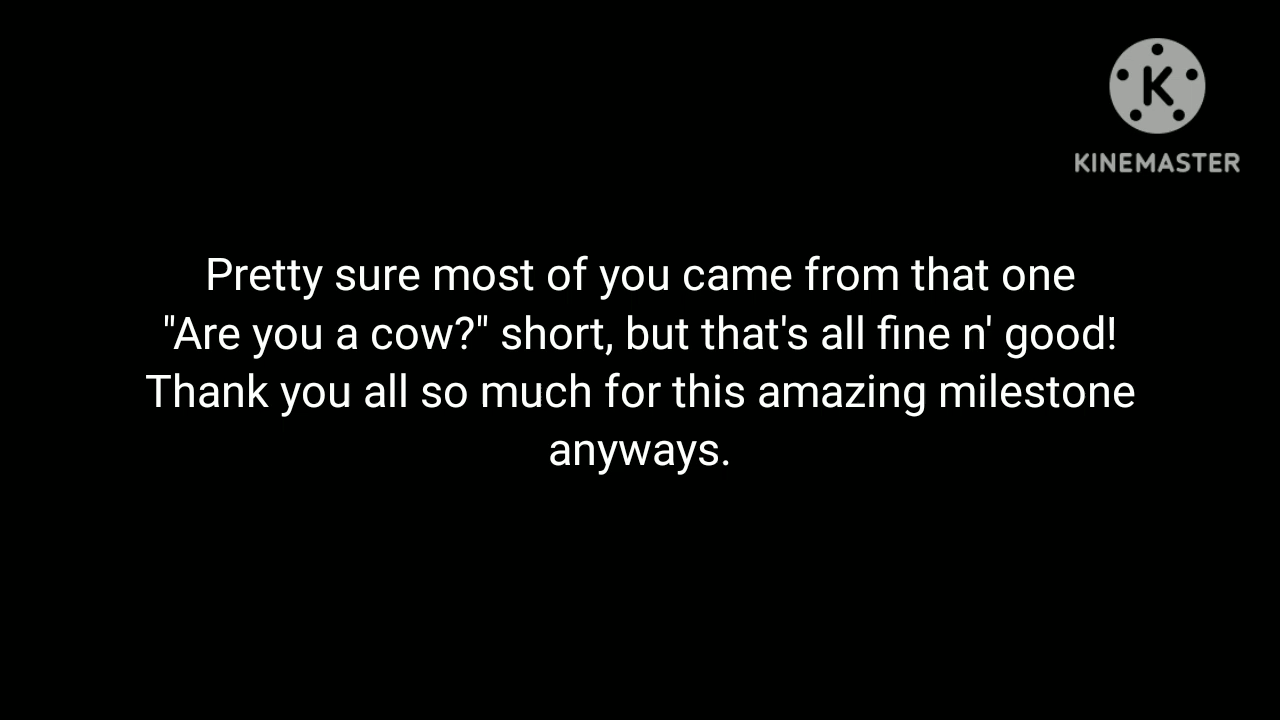 KINEMASTER
Pretty sure most of you came from that one
"Are you a cow?" short, but that's all fine n' good!
Thank you all so much for this amazing milestone
anyways.